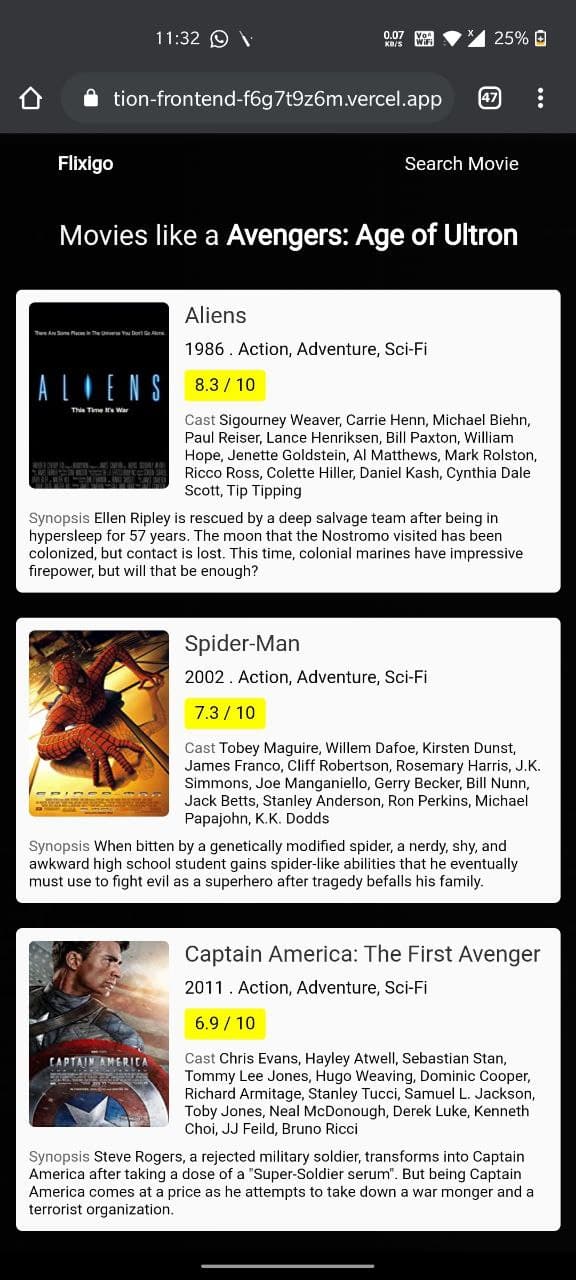 11:32
0.07 KB/S Vo WiFi X 25%
tion-frontend-f6g7t9z6m.vercel.app 47
Flixigo Search Movie
Movies like a Avengers: Age of Ultron
There Are Some Places In The Universe You Don't Go Alone.
ALIENS
This Time It's War
Aliens
1986 . Action, Adventure, Sci-Fi
8.3 / 10
Cast Sigourney Weaver, Carrie Henn, Michael Biehn,
Paul Reiser, Lance Henriksen, Bill Paxton, William
Hope, Jenette Goldstein, Al Matthews, Mark Rolston,
Ricco Ross, Colette Hiller, Daniel Kash, Cynthia Dale
Scott, Tip Tipping
Synopsis Ellen Ripley is rescued by a deep salvage team after being in
hypersleep for 57 years. The moon that the Nostromo visited has been
colonized, but contact is lost. This time, colonial marines have impressive
firepower, but will that be enough?
Spider-Man
2002 . Action, Adventure, Sci-Fi
7.3 / 10
Cast Tobey Maguire, Willem Dafoe, Kirsten Dunst,
James Franco, Cliff Robertson, Rosemary Harris, J.K.
Simmons, Joe Manganiello, Gerry Becker, Bill Nunn,
Jack Betts, Stanley Anderson, Ron Perkins, Michael
Papajohn, K.K. Dodds
Synopsis When bitten by a genetically modified spider, a nerdy, shy, and
awkward high school student gains spider-like abilities that he eventually
must use to fight evil as a superhero after tragedy befalls his family.
CAPTAIN AMERICA
Captain America: The First Avenger
2011 . Action, Adventure, Sci-Fi
6.9 / 10
Cast Chris Evans, Hayley Atwell, Sebastian Stan,
Tommy Lee Jones, Hugo Weaving, Dominic Cooper,
Richard Armitage, Stanley Tucci, Samuel L. Jackson,
Toby Jones, Neal McDonough, Derek Luke, Kenneth
Choi, JJ Feild, Bruno Ricci
Synopsis Steve Rogers, a rejected military soldier, transforms into Captain
America after taking a dose of a "Super-Soldier serum". But being Captain
America comes at a price as he attempts to take down a war monger and a
terrorist organization.